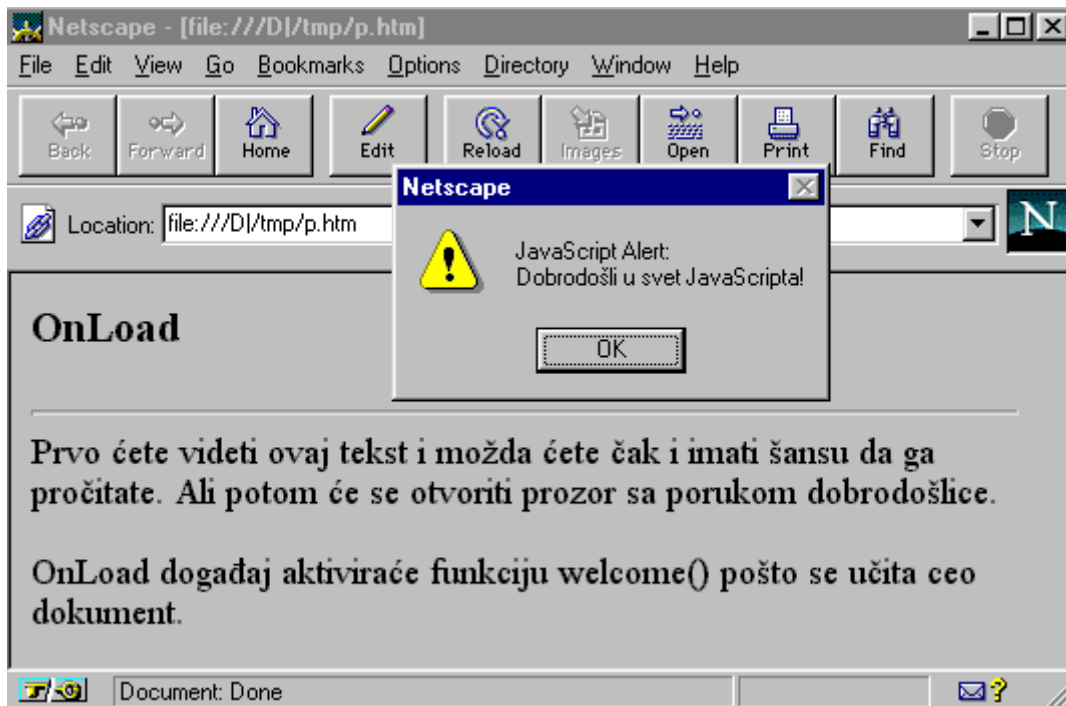 Netscape - [file:///D|/tmp/p.htm]
File Edit View Go Bookmarks Options Directory Window Help
Back Forward Home Edit Reload Images Open Print Find Stop
Netscape
Location: file:///D|/tmp/p.htm
N
JavaScript Alert:
Dobrodošli u svet JavaScripta!
OK
OnLoad
Prvo ćete videti ovaj tekst i možda ćete čak i imati šansu da ga
pročitate. Ali potom će se otvoriti prozor sa porukom dobrodošlice.
OnLoad događaj aktiviraće funkciju welcome() pošto se učita ceo
dokument.
Document: Done